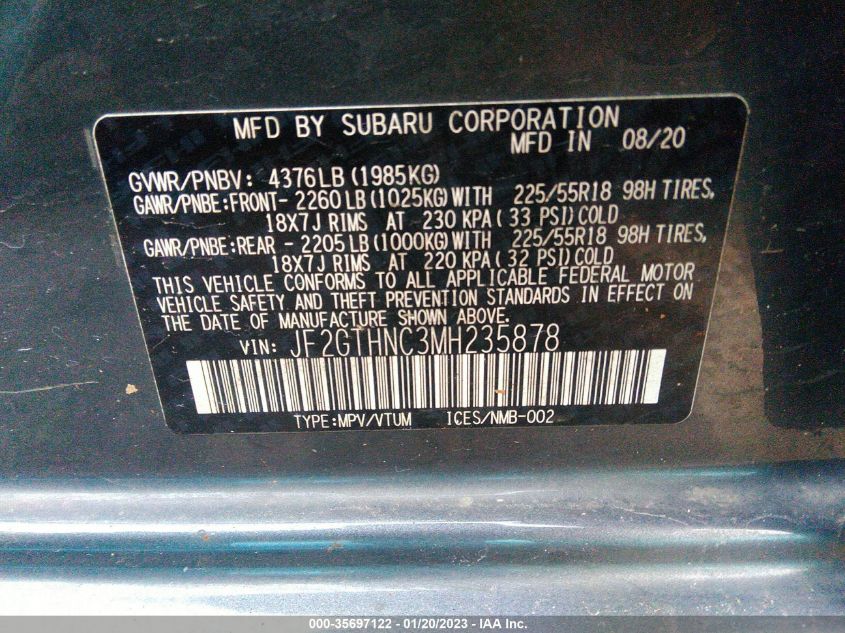 MFD BY SUBARU CORPORATION
MFD IN 08/20
GVWR/PNBV: 4376LB (1985KG)
GAWR/PNBE:FRONT- 2260 LB (1025KG) WITH 225/55R18 98H TIRES,
18X7J RIMS AT 230 KPA ( 33 PSI) COLD
GAWR/PNBE:REAR - 2205 LB (1000KG) WITH 225/55R18 98H TIRES,
18X7J RIMS AT 220 KPA ( 32 PSI) COLD
THIS VEHICLE CONFORMS TO ALL APPLICABLE FEDERAL MOTOR
VEHICLE SAFETY AND THEFT PREVENTION STANDARDS IN EFFECT ON
THE DATE OF MANUFACTURE SHOWN ABOVE.
VIN: JF2GTHNC3MH235878
TYPE:MPV/VTUM ICES/NMB-002
000-35697122 - 01/20/2023 - IAA Inc.